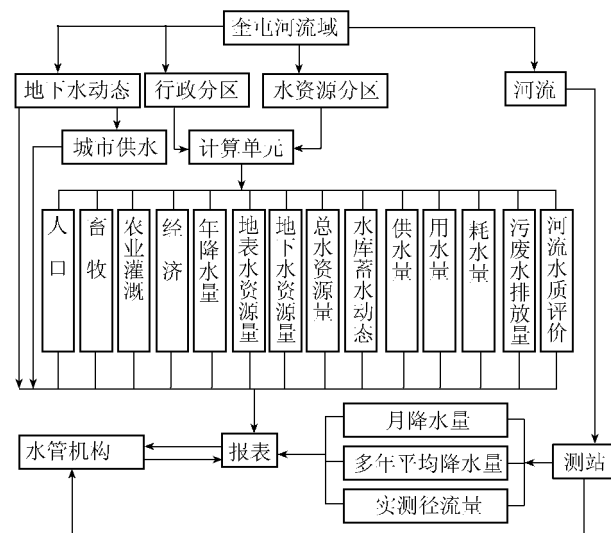 奎屯河流域
地下水动态
行政分区
水资源分区
河流
城市供水
计算单元
人口
畜牧
农业灌溉
经济
年降水量
地表水资源量
地下水资源量
总水资源量
水库蓄水动态
供水量
用水量
耗水量
污废水排放量
河流水质评价
月降水量
水管机构
报表
多年平均降水量
测站
实测径流量